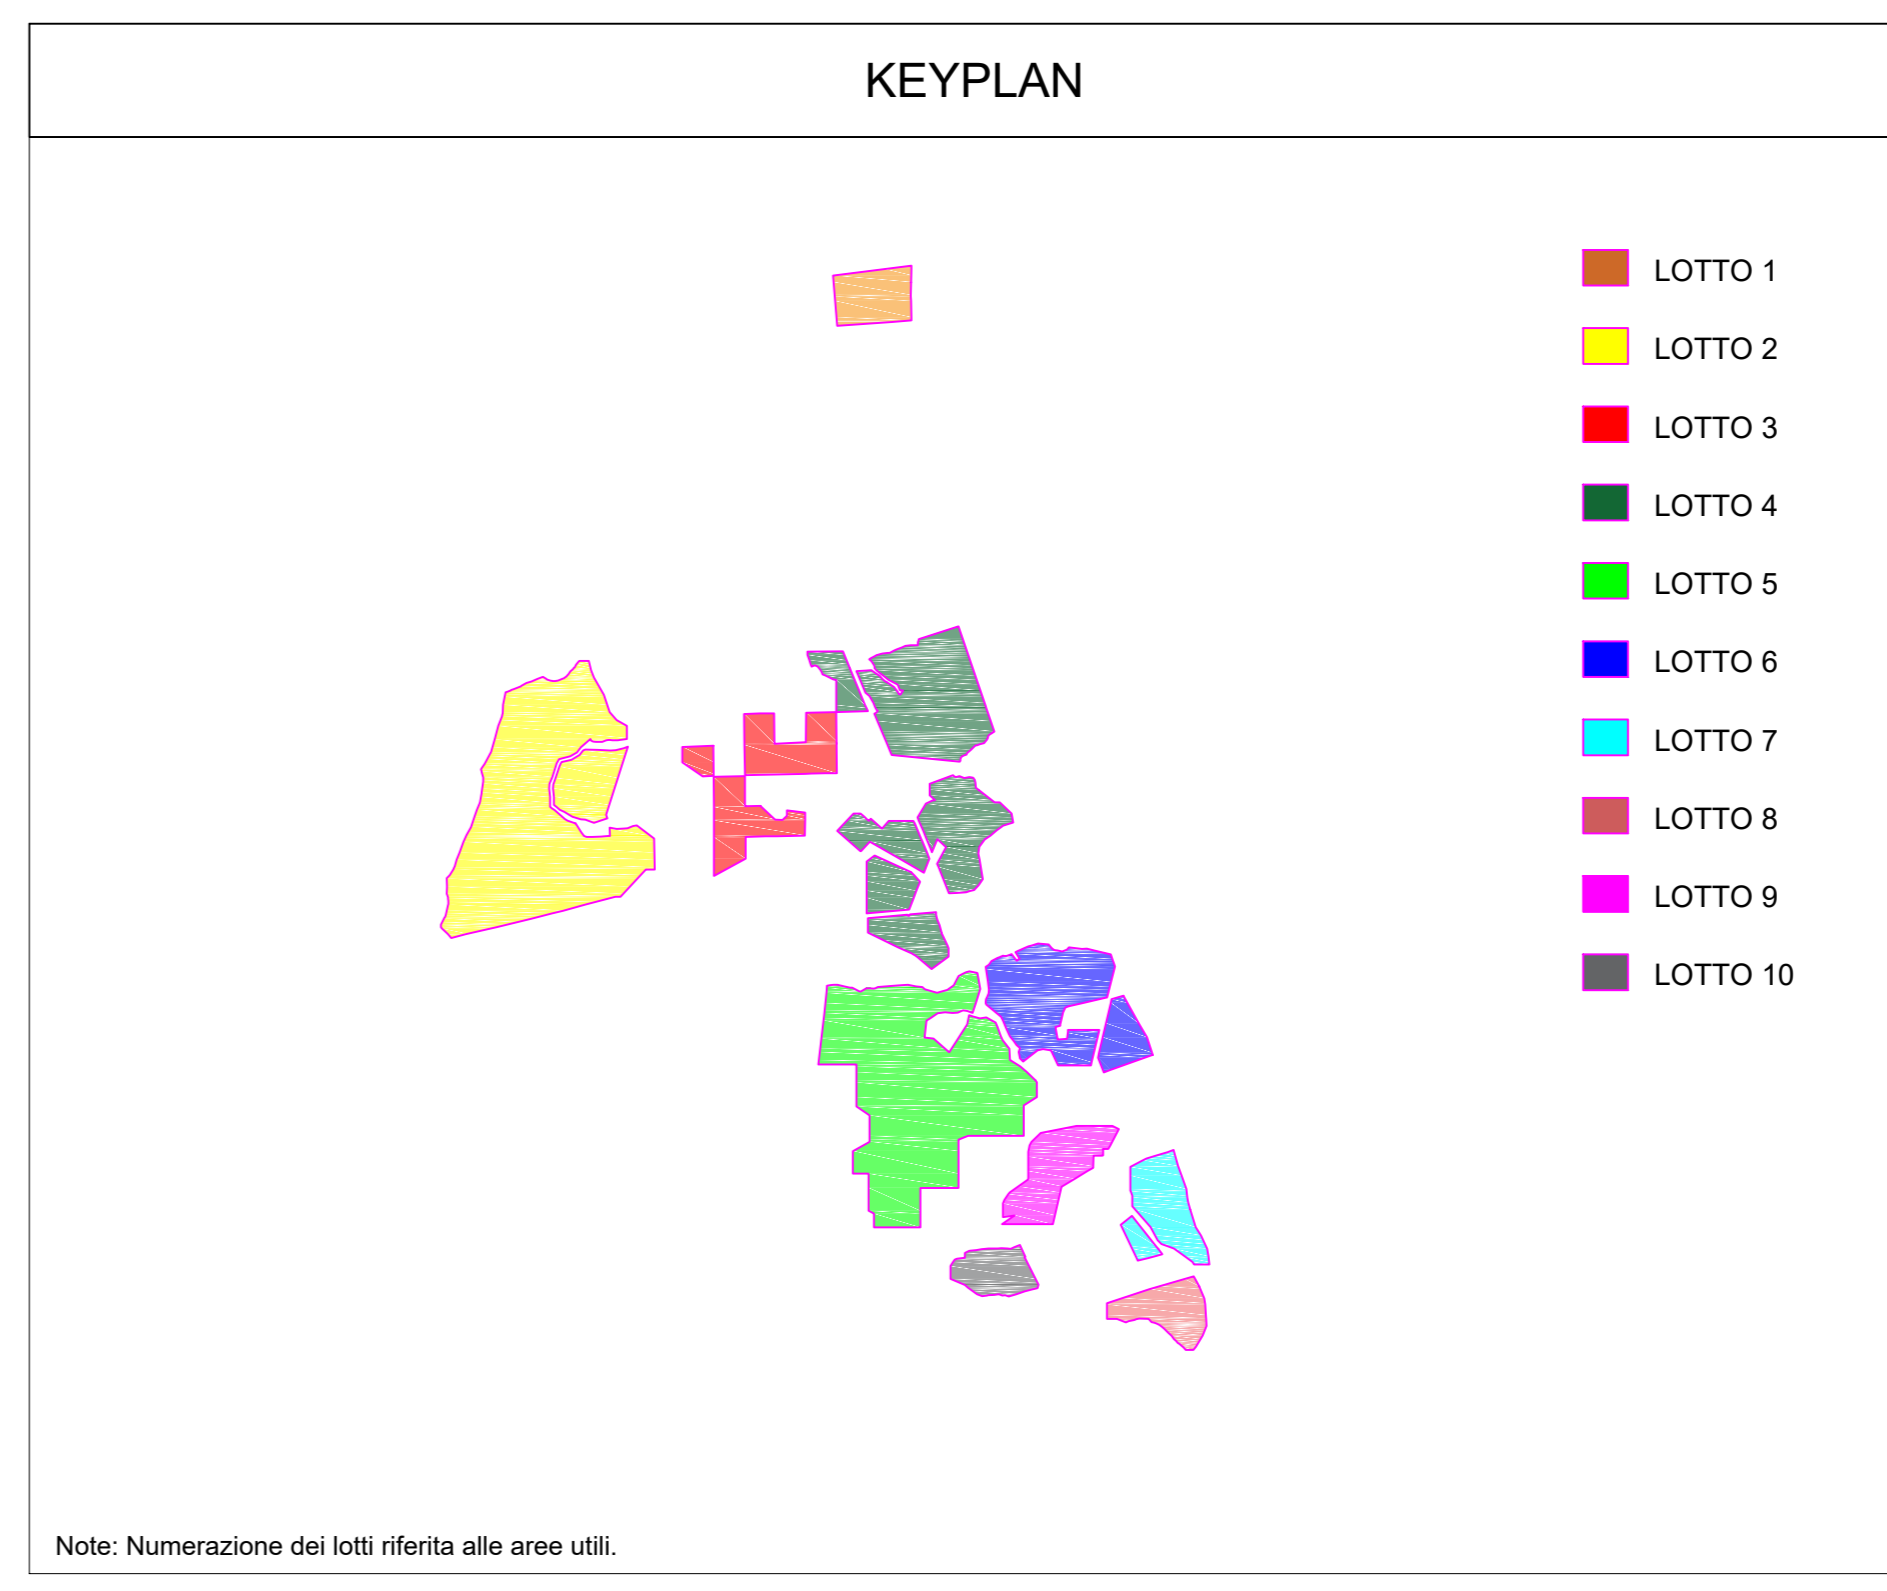 KEYPLAN
LOTTO 1
LOTTO 2
LOTTO 3
LOTTO 4
LOTTO 5
LOTTO 6
LOTTO 7
LOTTO 8
LOTTO 9
LOTTO 10
Note: Numerazione dei lotti riferita alle aree utili.